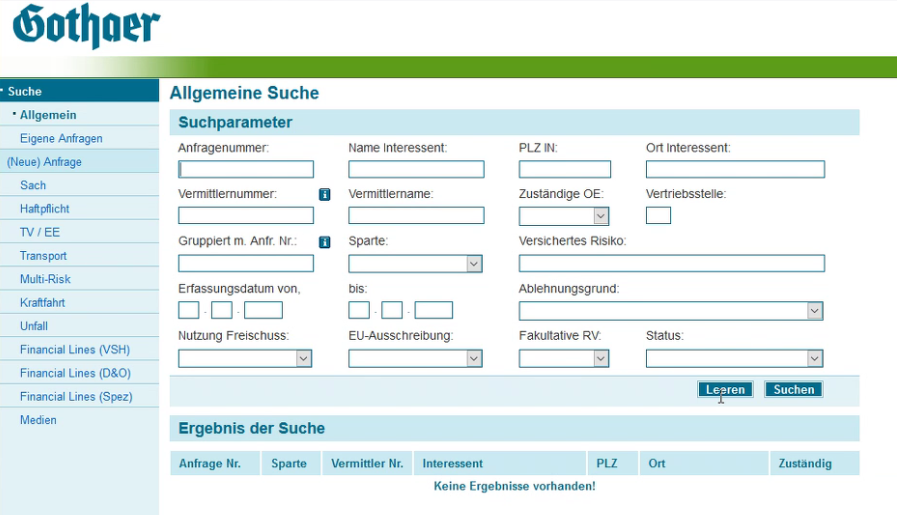 Gothaer
Suche
Allgemein
Eigene Anfragen
(Neue) Anfrage
Sach
Haftpflicht
TV / EE
Transport
Multi-Risk
Kraftfahrt
Unfall
Financial Lines (VSH)
Financial Lines (D&O)
Financial Lines (Spez)
Medien
Allgemeine Suche
Suchparameter
Anfragenummer: Name Interessent: PLZ IN: Ort Interessent:
Vermittlernummer: i Vermittlername: Zuständige OE: Vertriebsstelle:
Gruppiert m. Anfr. Nr.: i Sparte: Versichertes Risiko:
Erfassungsdatum von, bis: Ablehnungsgrund:
. . . .
Nutzung Freischuss: EU-Ausschreibung: Fakultative RV: Status:
Leeren Suchen
Ergebnis der Suche
Anfrage Nr. Sparte Vermittler Nr. Interessent PLZ Ort Zuständig
Keine Ergebnisse vorhanden!